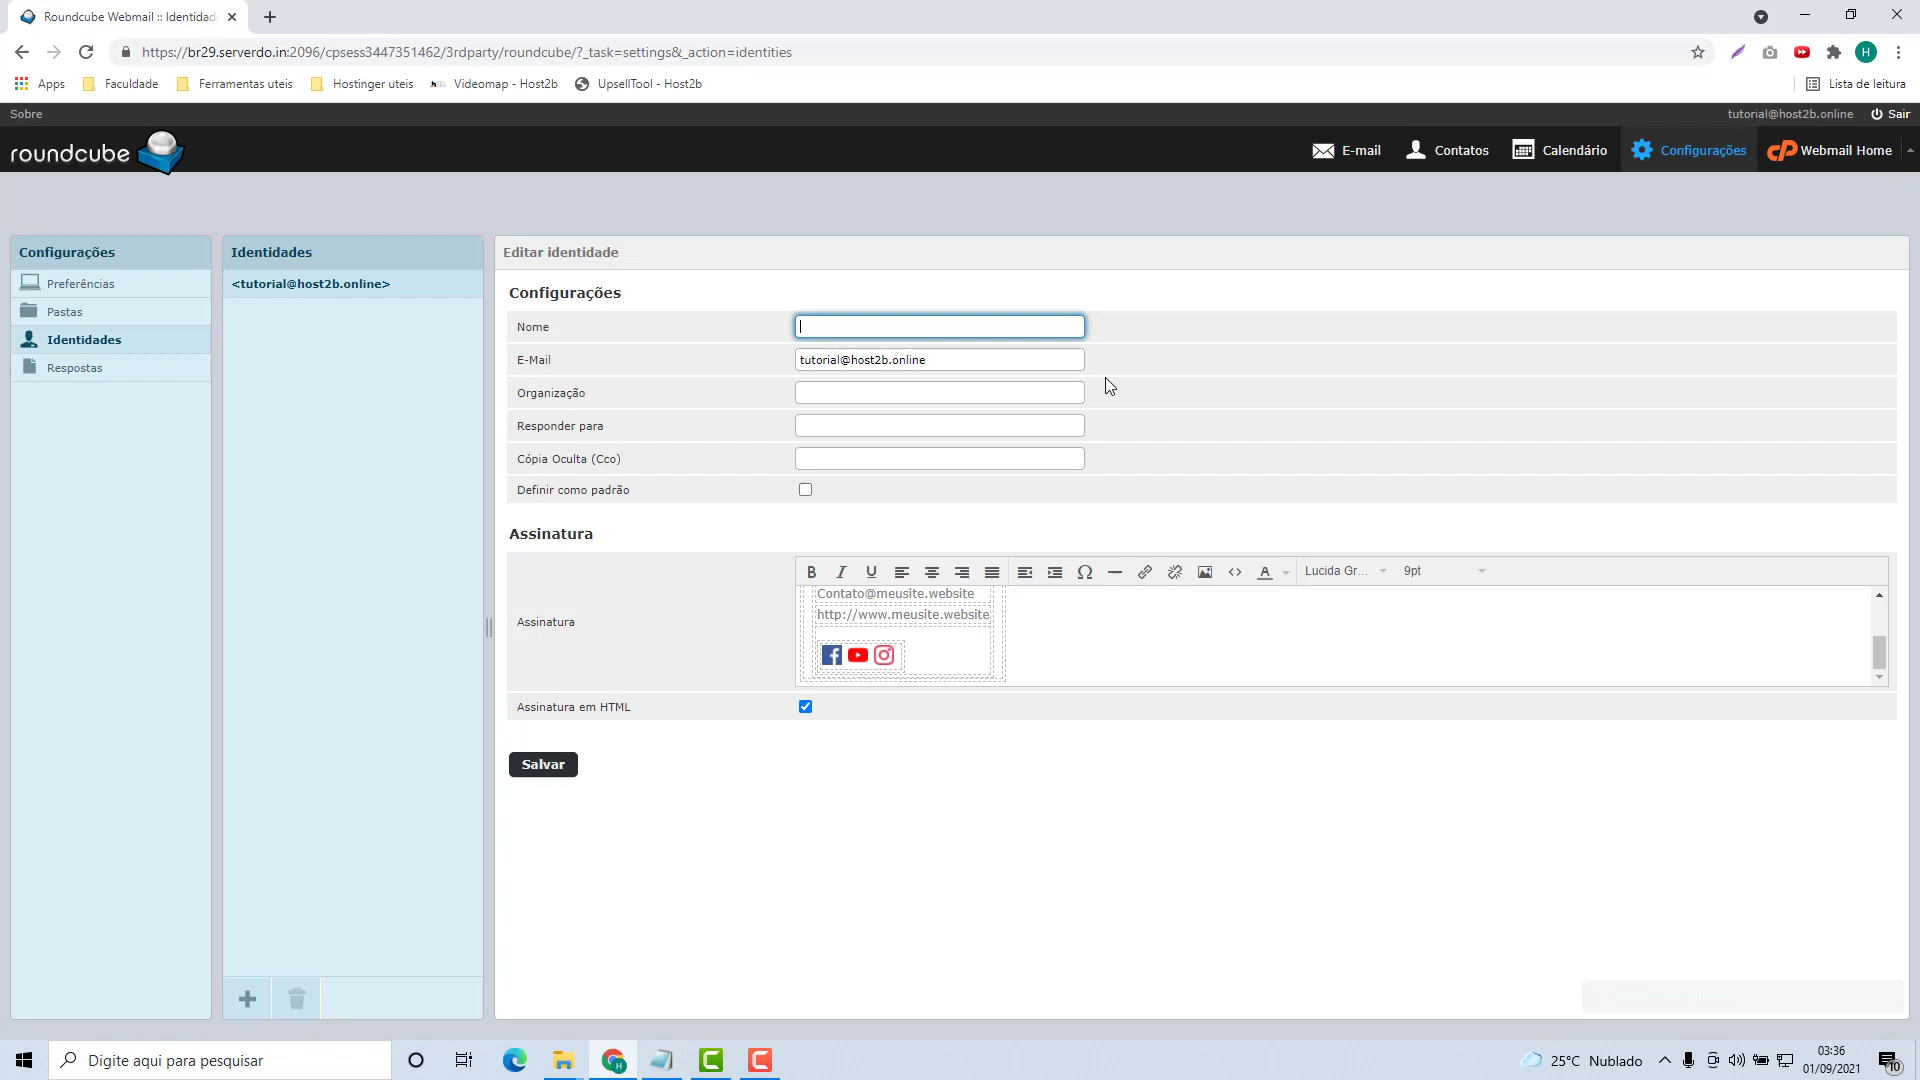 Roundcube Webmail :: Identida
https://br29.serverdo.in:2096/cpsess3447351462/3rdparty/roundcube/?_task=settings&_action=identities
H
Apps
Faculdade
Ferramentas uteis
Hostinger uteis
Videomap - Host2b
UpsellTool - Host2b
Lista de leitura
Sobre
tutorial@host2b.online
Sair
roundcube
E-mail
Contatos
Calendário
Configurações
cP Webmail Home
Configurações
Preferências
Pastas
Identidades
Respostas
Identidades
<tutorial@host2b.online>
Editar identidade
Configurações
Nome
E-Mail
tutorial@host2b.online
Organização
Responder para
Cópia Oculta (Cco)
Definir como padrão
Assinatura
B I U
A
Lucida Gr...
9pt
Assinatura
Contato@meusite.website
http://www.meusite.website
Assinatura em HTML
Salvar
Digite aqui para pesquisar
25°C Nublado
03:36
01/09/2021
10